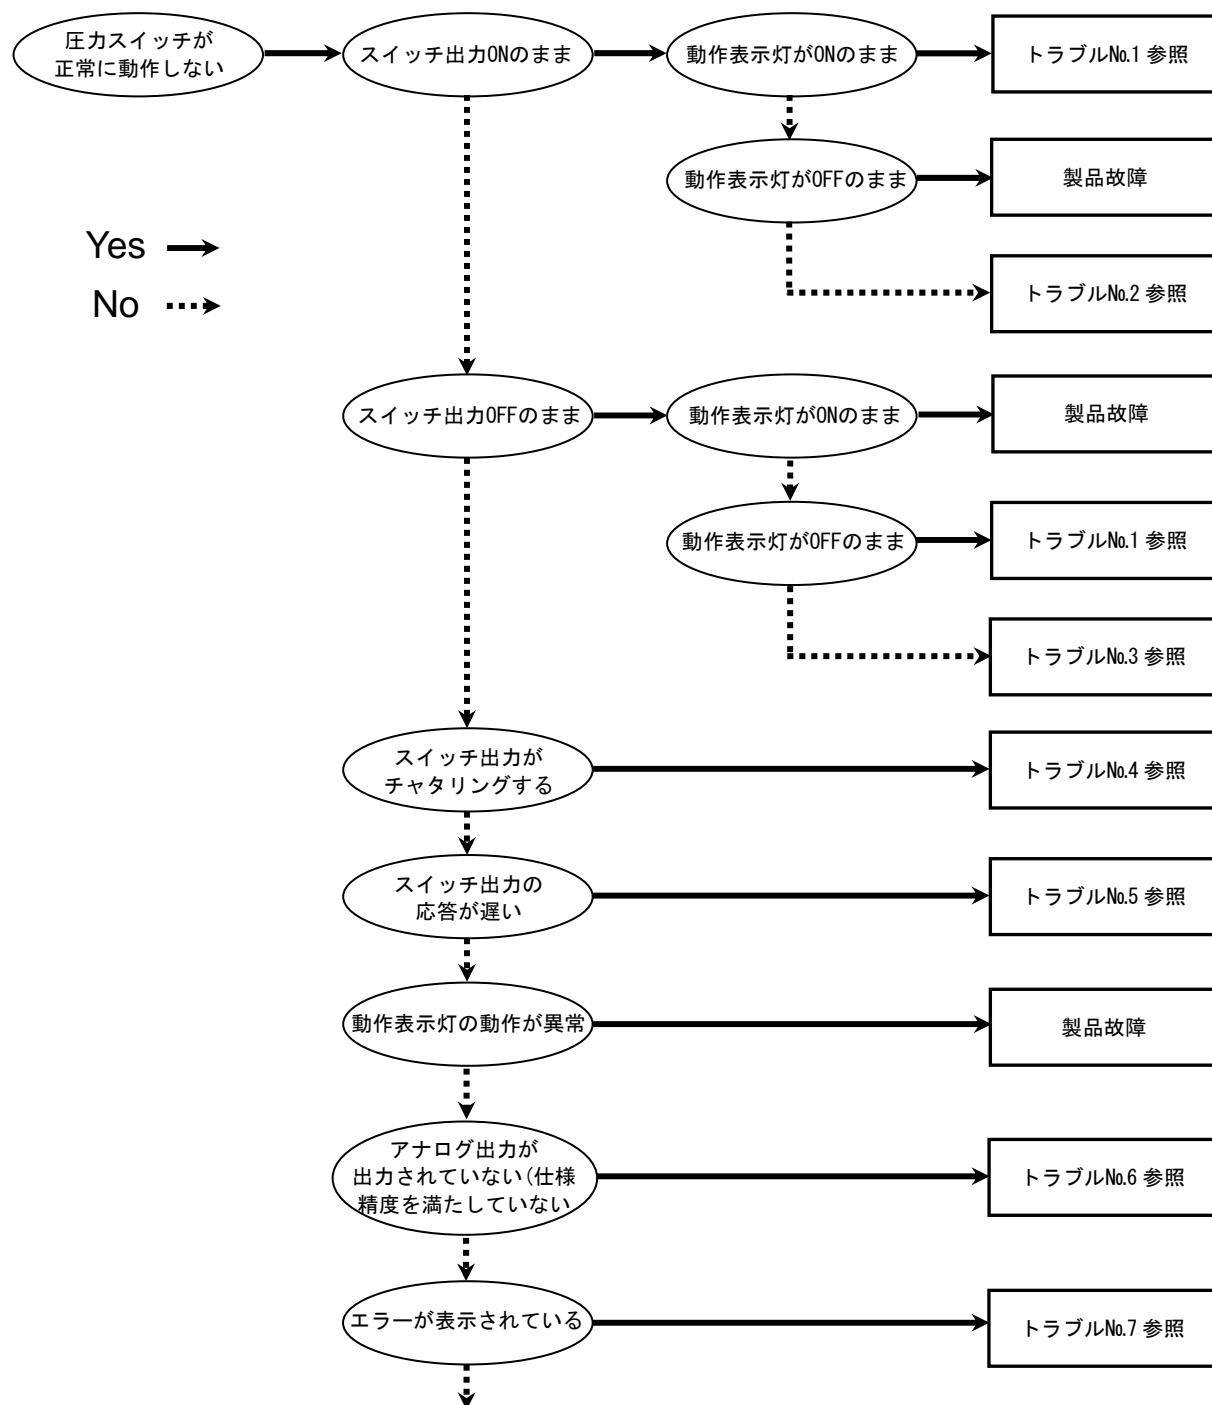 圧力スイッチが
正常に動作しない
スイッチ出力ONのまま
動作表示灯がONのまま
トラブル№1 参照
動作表示灯がOFFのまま
製品故障
Yes
No
トラブル№2 参照
スイッチ出力OFFのまま
動作表示灯がONのまま
製品故障
動作表示灯がOFFのまま
トラブル№1 参照
トラブル№3 参照
スイッチ出力が
チャタリングする
トラブル№4 参照
スイッチ出力の
応答が遅い
トラブル№5 参照
動作表示灯の動作が異常
製品故障
アナログ出力が
出力されていない(仕様
精度を満たしていない
トラブル№6 参照
エラーが表示されている
トラブル№7 参照